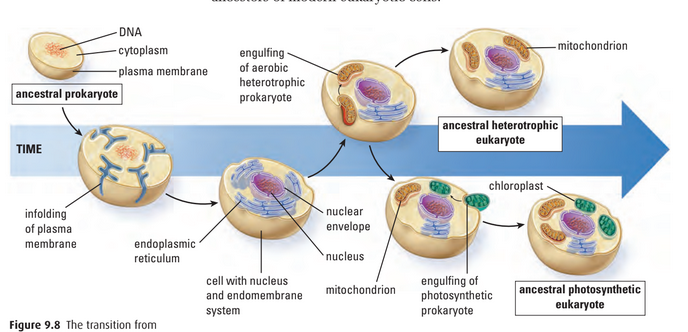 ancestors of modern eukaryotic cells.
DNA
cytoplasm
plasma membrane
ancestral prokaryote
engulfing
of aerobic
heterotrophic
prokaryote
mitochondrion
ancestral heterotrophic
eukaryote
TIME
infolding
of plasma
membrane
endoplasmic
reticulum
cell with nucleus
and endomembrane
system
nuclear
envelope
nucleus
mitochondrion
chloroplast
engulfing of
photosynthetic
prokaryote
ancestral photosynthetic
eukaryote
Figure 9.8 The transition from